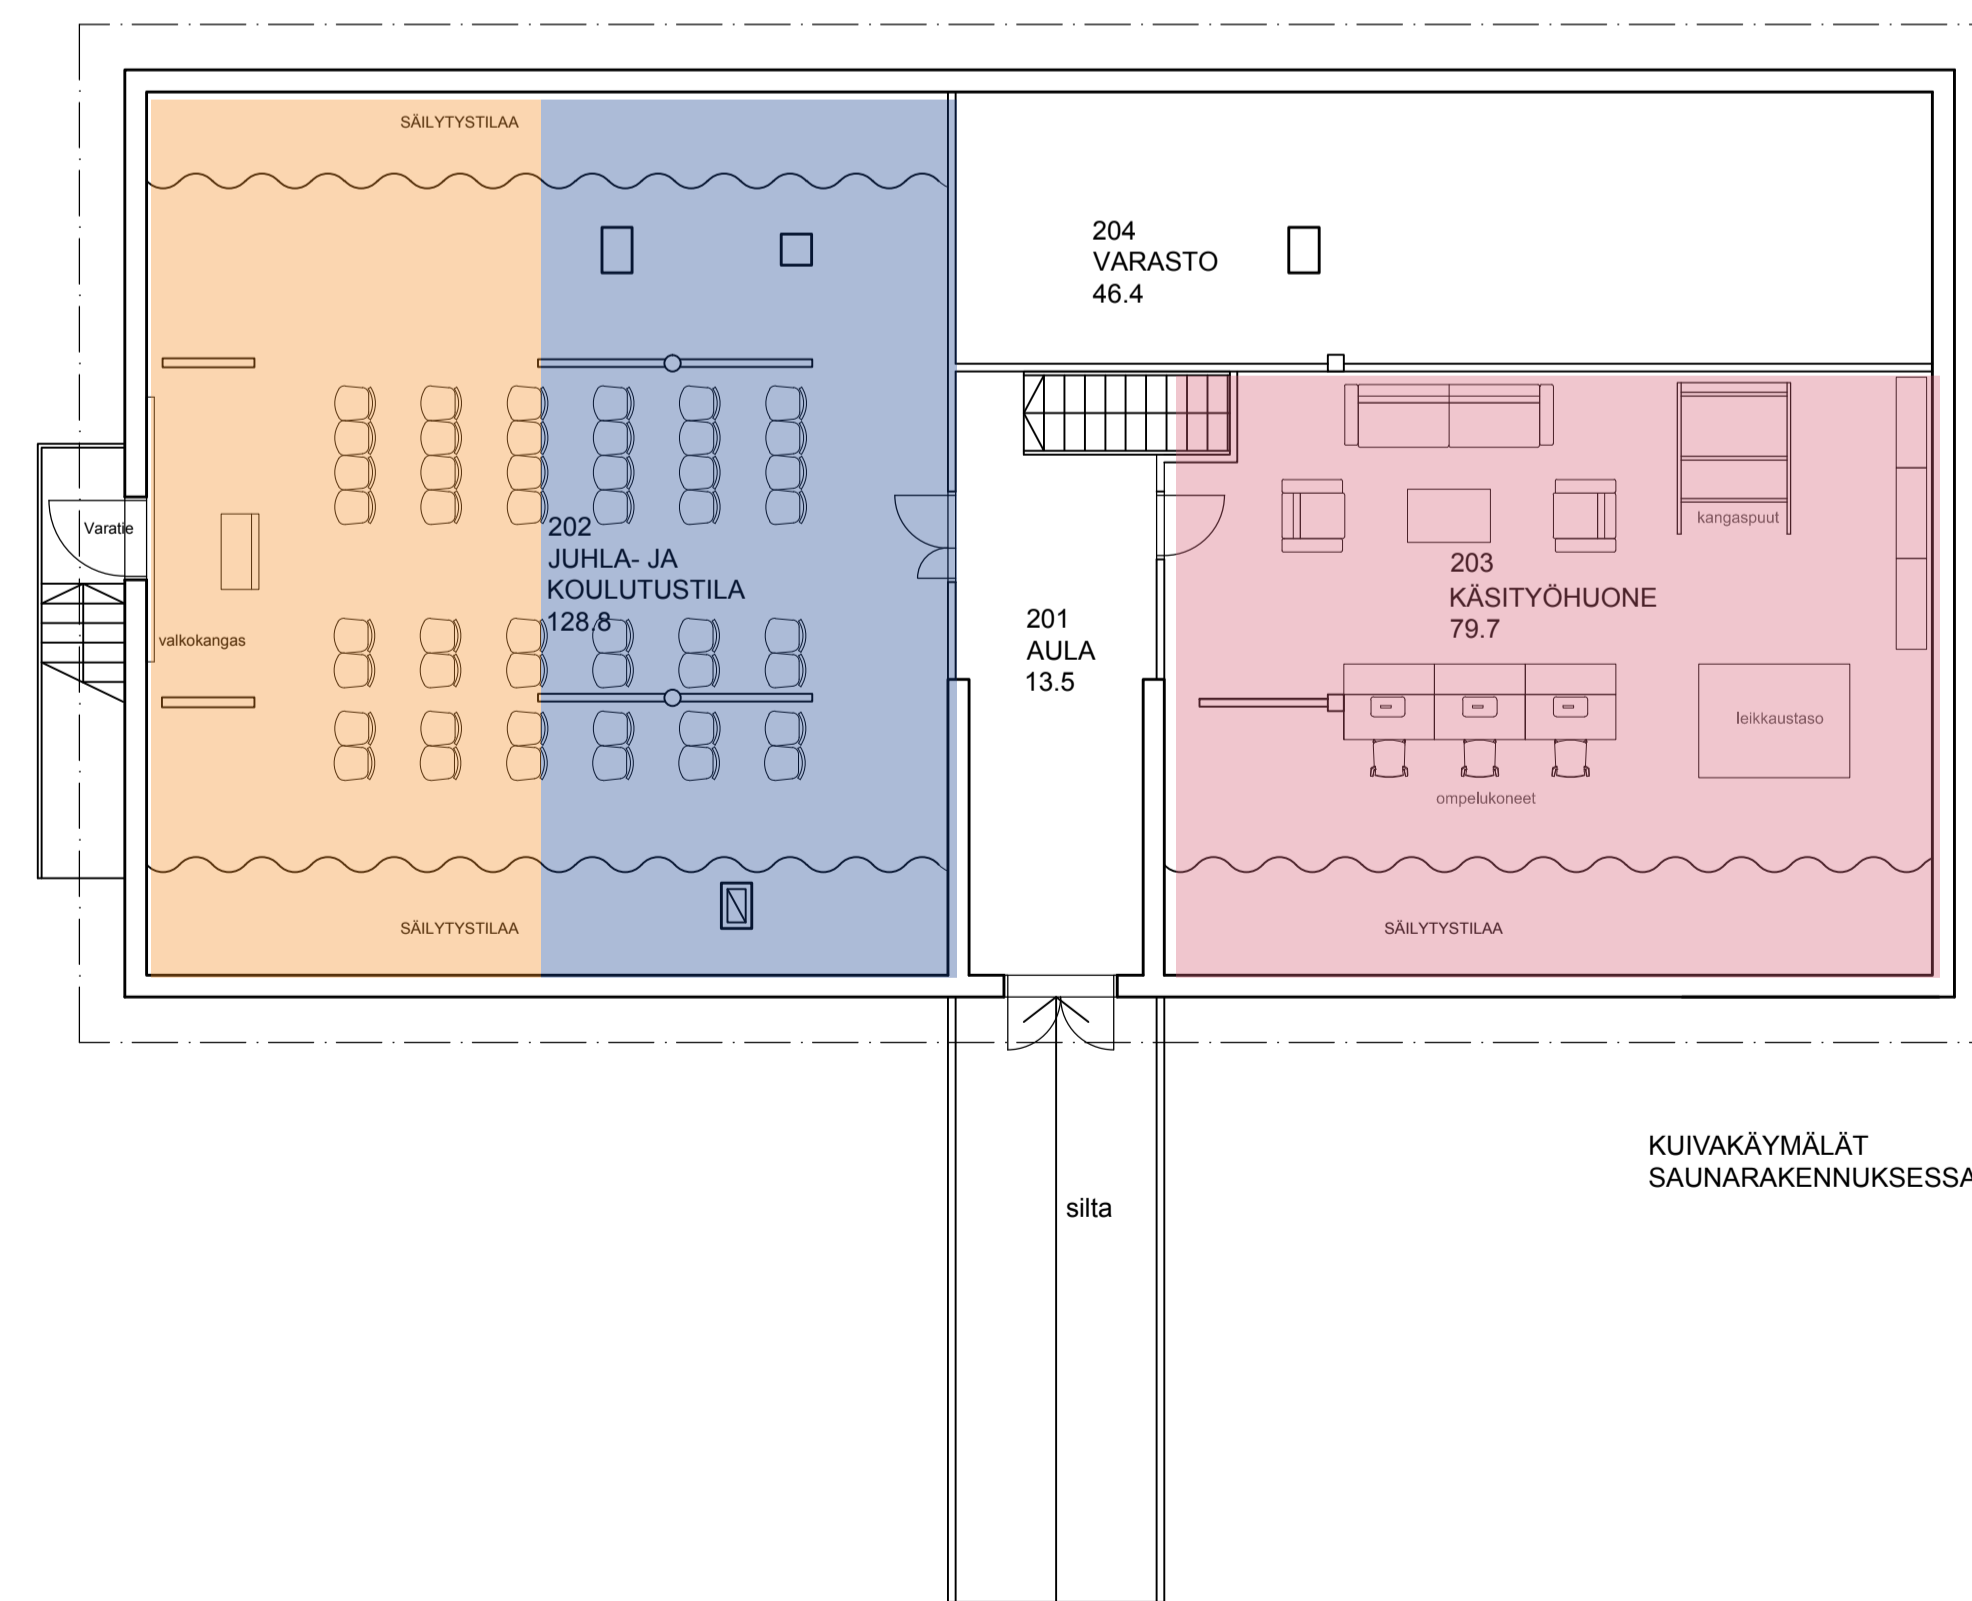 SÄILYTYSTILAA
204
VARASTO
46.4
Varatie
202
JUHLA- JA
KOULUTUSTILA
128.8
valkokangas
201
AULA
13.5
kangaspuut
203
KÄSITYÖHUONE
79.7
leikkaustaso
ompelukoneet
SÄILYTYSTILAA
SÄILYTYSTILAA
KUIVAKÄYMÄLÄT
SAUNARAKENNUKSESSA
silta